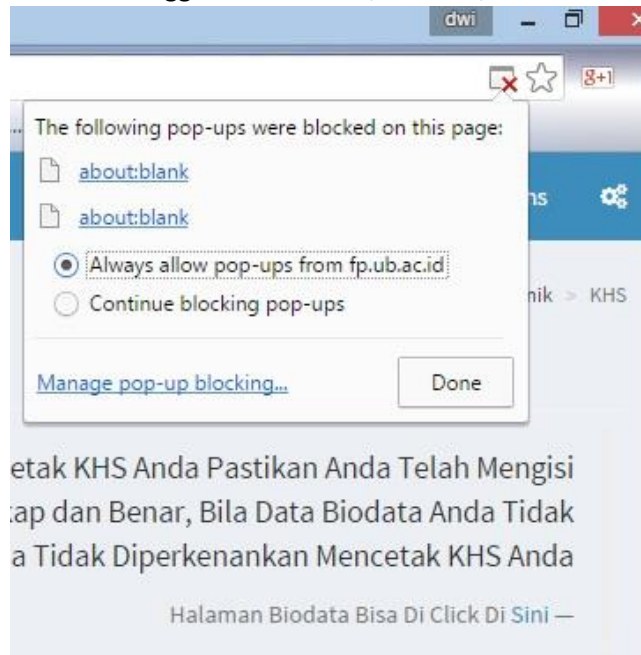 dwi
g+1
The following pop-ups were blocked on this page:
about:blank
about:blank
Always allow pop-ups from fp.ub.ac.id
Continue blocking pop-ups
Manage pop-up blocking...
Done
ns
nik > KHS
etak KHS Anda Pastikan Anda Telah Mengisi
ap dan Benar, Bila Data Biodata Anda Tidak
a Tidak Diperkenankan Mencetak KHS Anda
Halaman Biodata Bisa Di Click Di Sini —